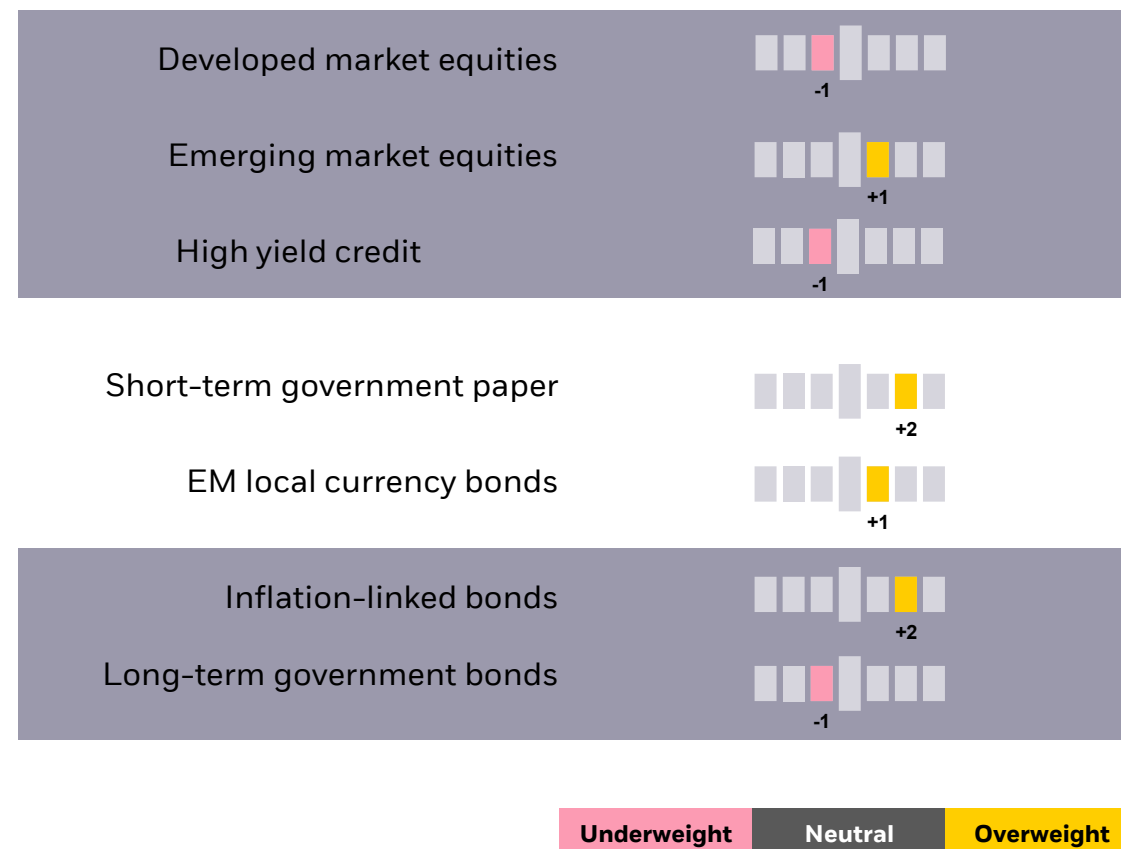 Developed market equities
-1
Emerging market equities
+1
High yield credit
-1
Short-term government paper
+2
EM local currency bonds
+1
Inflation-linked bonds
+2
Long-term government bonds
-1
Underweight Neutral Overweight